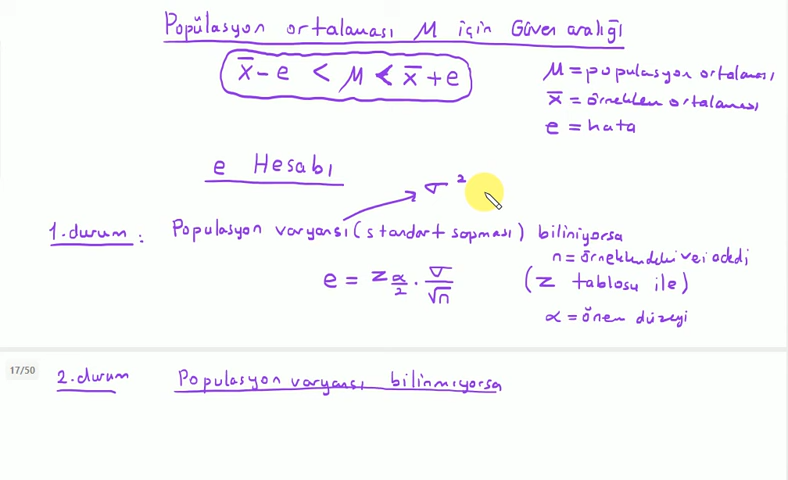 Popülasyon ortalaması M için Güven aralığı
x̄ - e < M < x̄ + e
M = populasyon ortalaması
x̄ = örneklem ortalaması
e = hata
e Hesabı
σ²
1.durum: Populasyon varyansı (standart sapması) biliniyorsa
n = örneklemdeki veri adedi
e = z α/2 · σ/√n (z tablosu ile)
α = önem düzeyi
17/50
2.durum Populasyon varyansı bilinmiyorsa